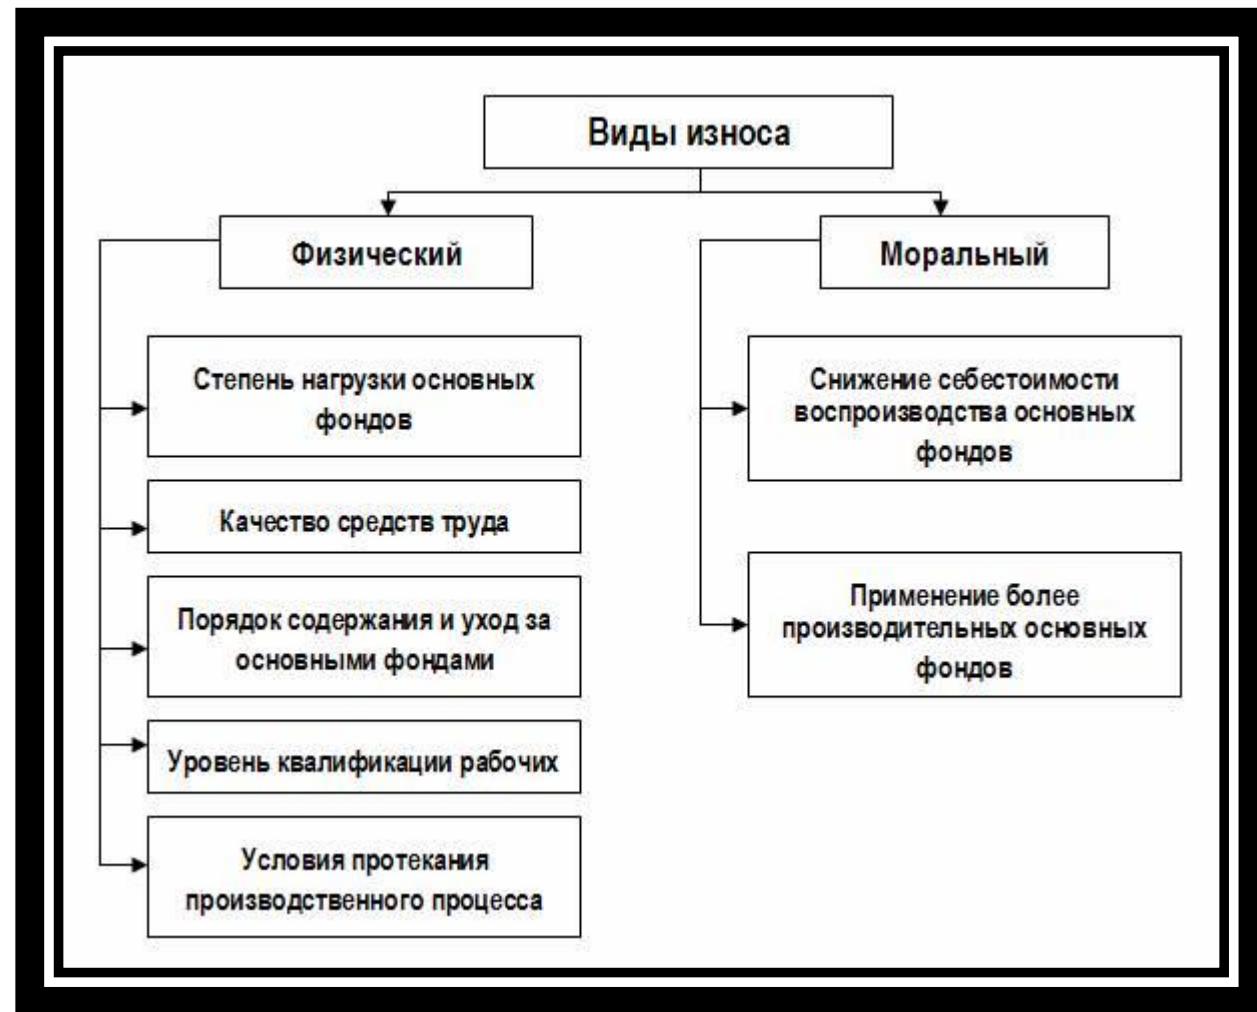 Виды износа
Физический
Моральный
Степень нагрузки основных
фондов
Качество средств труда
Порядок содержания и уход за
основными фондами
Уровень квалификации рабочих
Условия протекания
производственного процесса
Снижение себестоимости
воспроизводства основных
фондов
Применение более
производительных основных
фондов